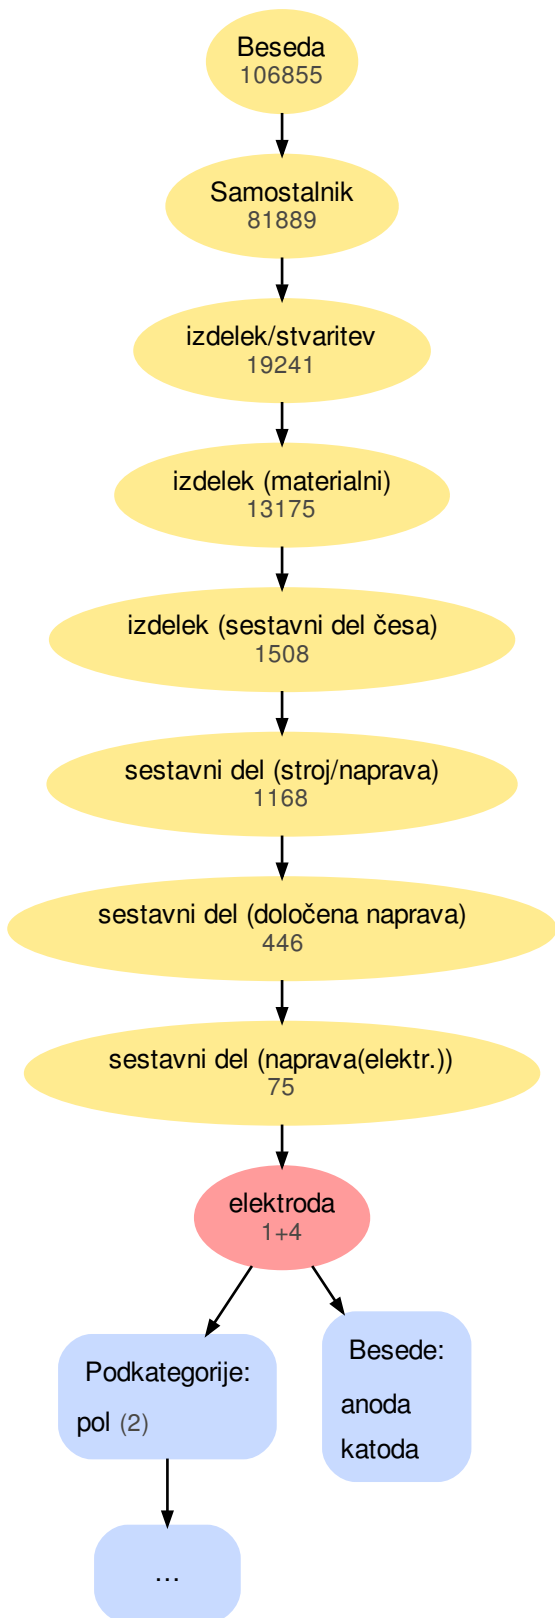 Beseda
106855
Samostalnik
81889
izdelek/stvaritev
19241
izdelek (materialni)
13175
izdelek (sestavni del česa)
1508
sestavni del (stroj/naprava)
1168
sestavni del (določena naprava)
446
sestavni del (naprava(elektr.))
75
elektroda
1+4
Podkategorije:
pol (2)
Besede:
anoda
katoda
...